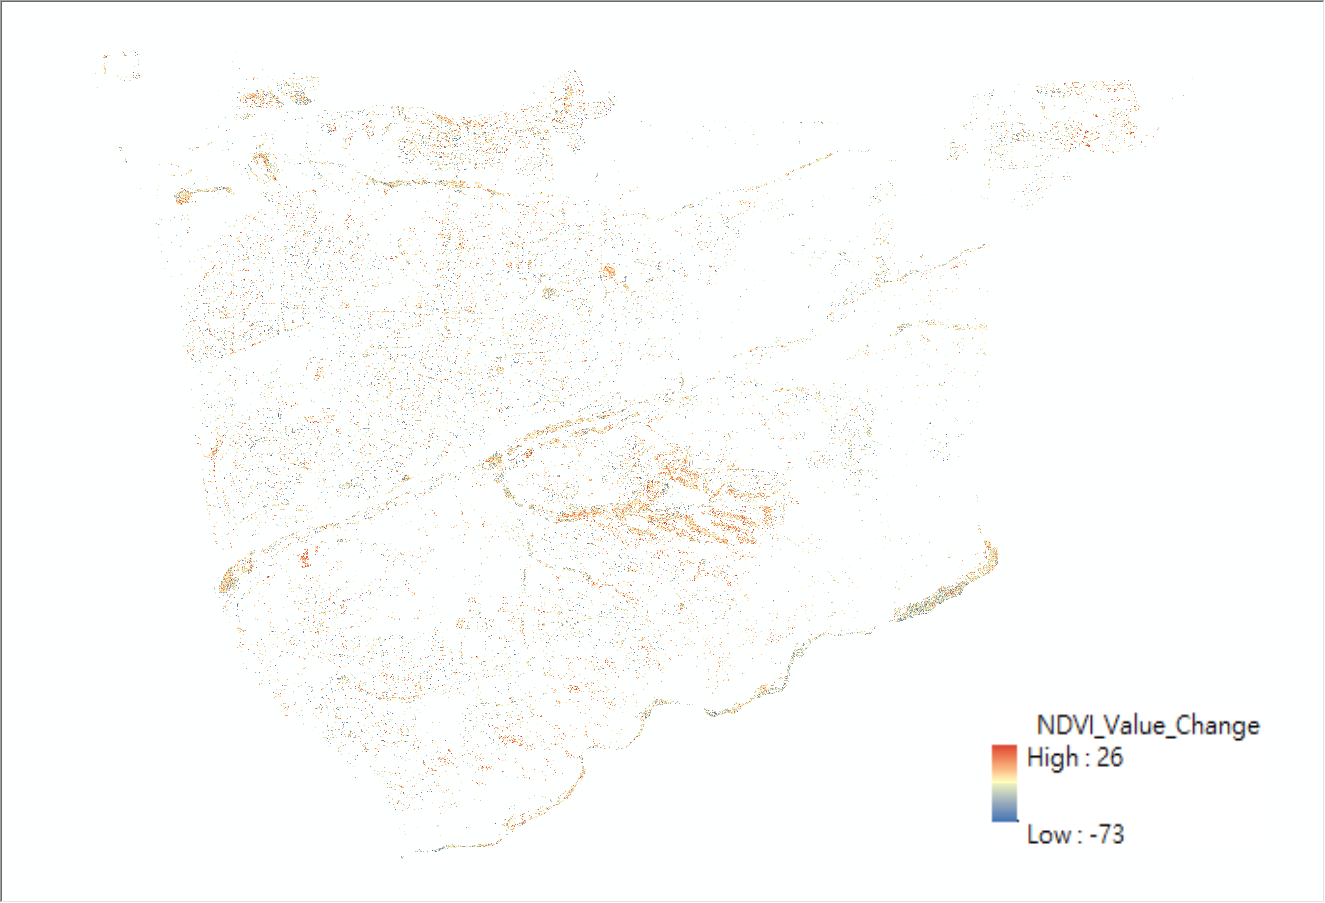 NDVI_Value_Change
High : 26
Low : -73